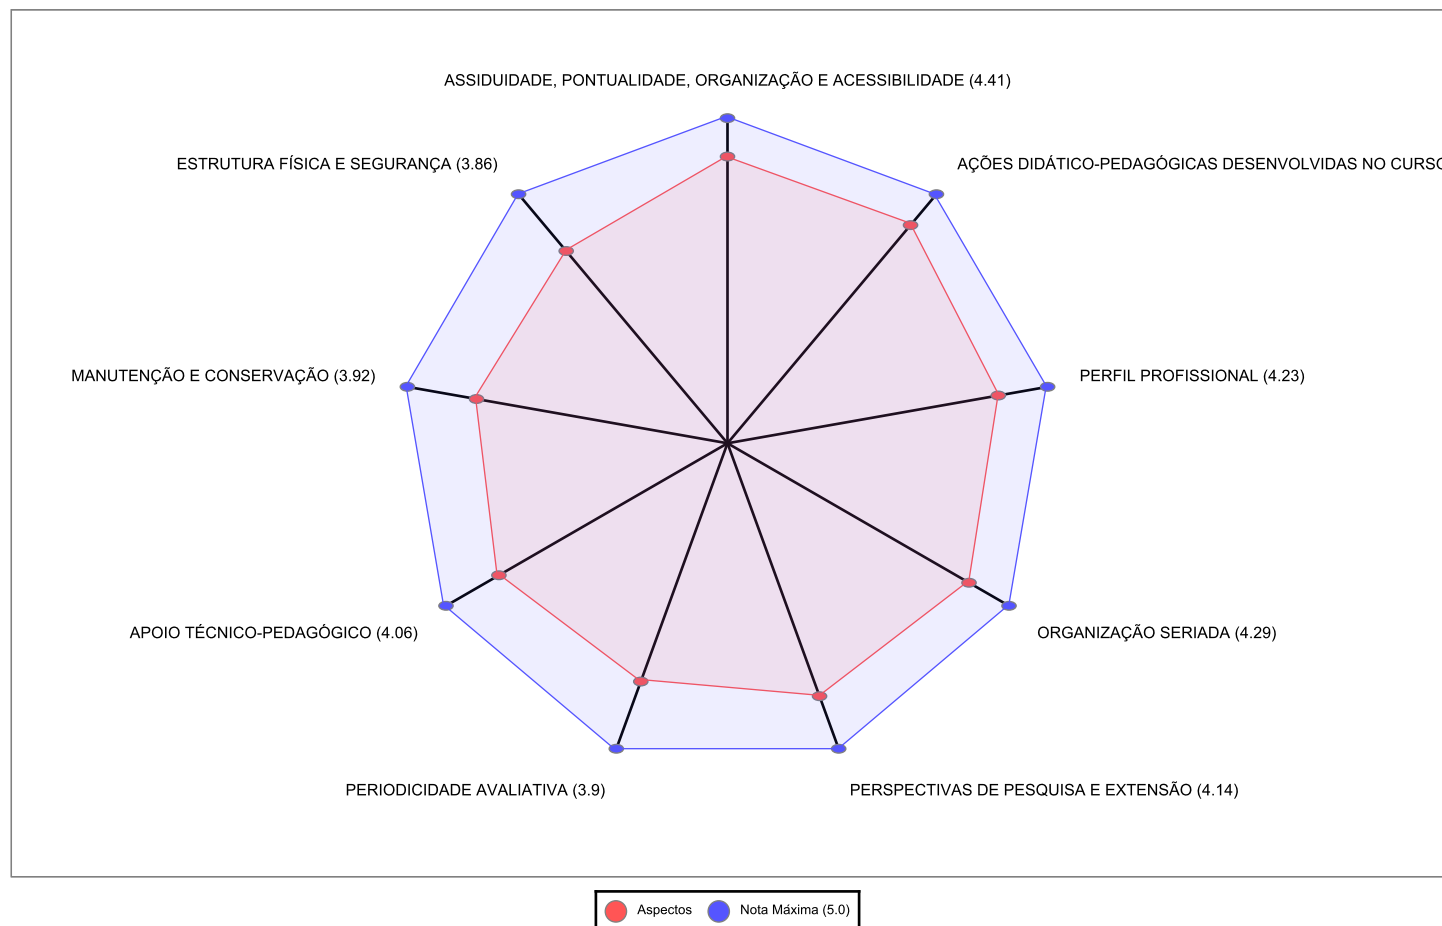 ASSIDUIDADE, PONTUALIDADE, ORGANIZAÇÃO E ACESSIBILIDADE (4.41)
ESTRUTURA FÍSICA E SEGURANÇA (3.86)
AÇÕES DIDÁTICO-PEDAGÓGICAS DESENVOLVIDAS NO CURSO
MANUTENÇÃO E CONSERVAÇÃO (3.92)
PERFIL PROFISSIONAL (4.23)
APOIO TÉCNICO-PEDAGÓGICO (4.06)
ORGANIZAÇÃO SERIADA (4.29)
PERIODICIDADE AVALIATIVA (3.9)
PERSPECTIVAS DE PESQUISA E EXTENSÃO (4.14)
Aspectos
Nota Máxima (5.0)